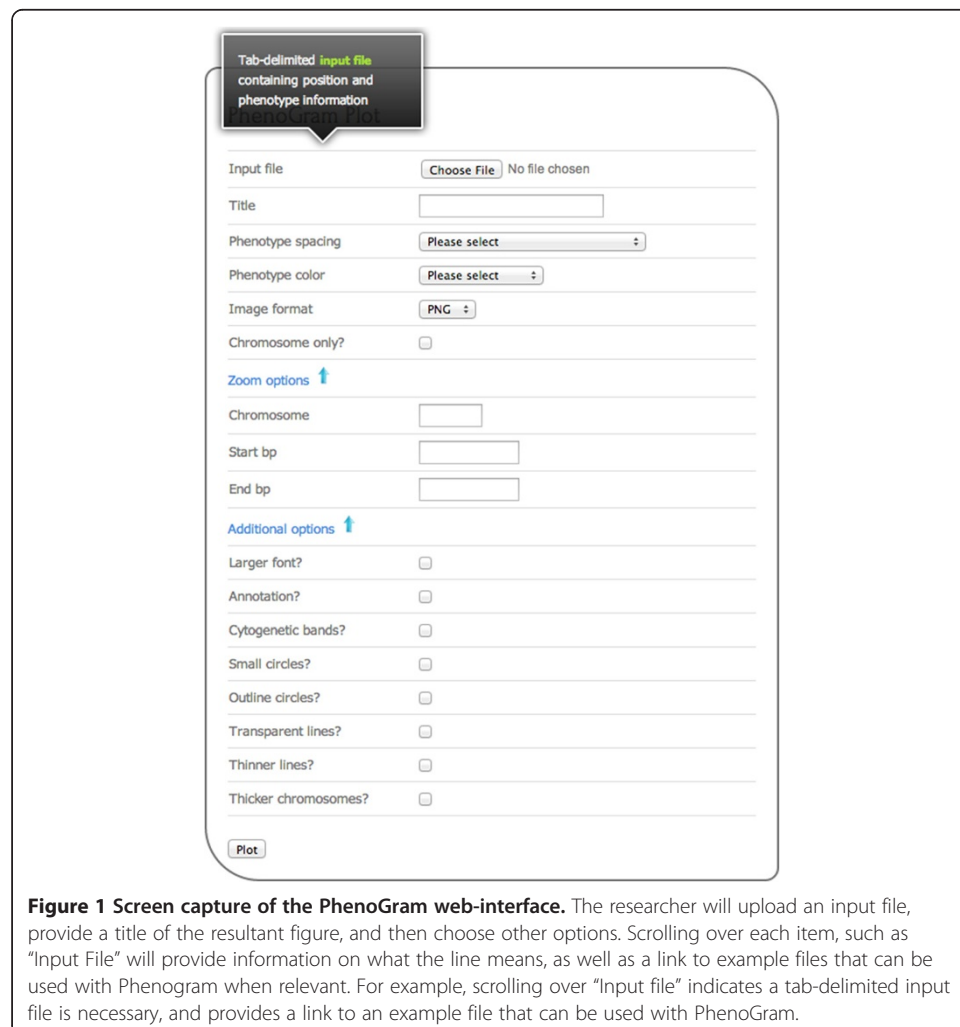 Tab-delimited input file
containing position and
phenotype information
PhenoGram Plot
Input file Choose File No file chosen
Title
Phenotype spacing Please select
Phenotype color Please select
Image format PNG
Chromosome only?
Zoom options
Chromosome
Start bp
End bp
Additional options
Larger font?
Annotation?
Cytogenetic bands?
Small circles?
Outline circles?
Transparent lines?
Thinner lines?
Thicker chromosomes?
Plot
Figure 1 Screen capture of the PhenoGram web-interface. The researcher will upload an input file,
provide a title of the resultant figure, and then choose other options. Scrolling over each item, such as
“Input File” will provide information on what the line means, as well as a link to example files that can be
used with Phenogram when relevant. For example, scrolling over “Input file” indicates a tab-delimited input
file is necessary, and provides a link to an example file that can be used with PhenoGram.